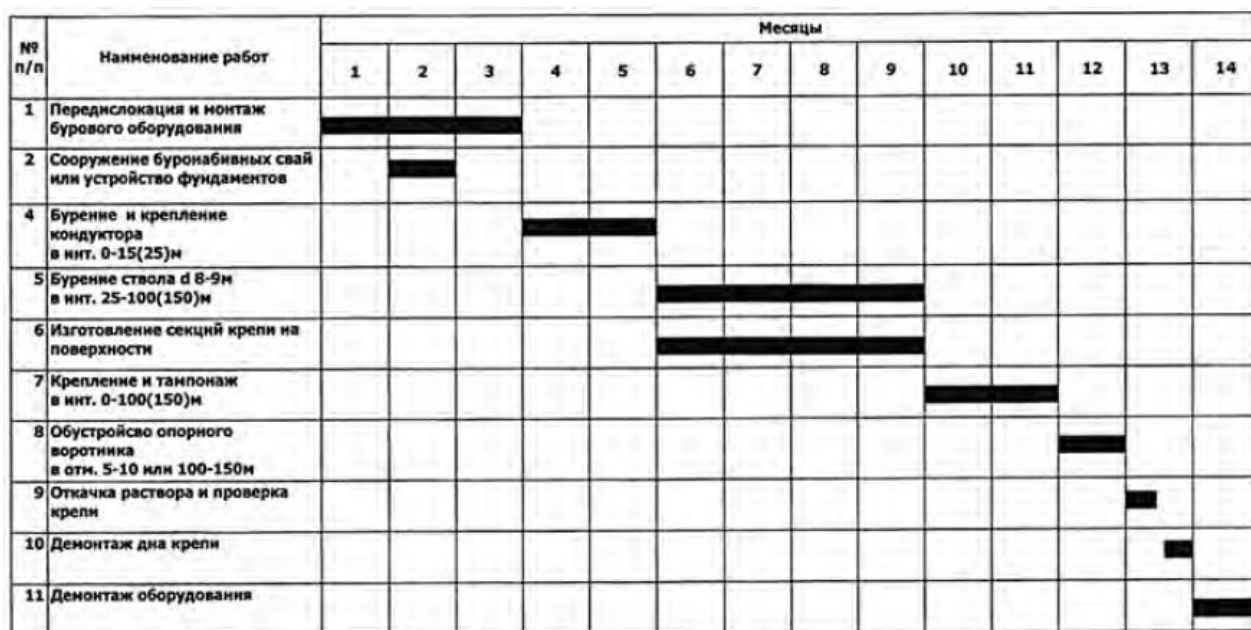 № п/п
Наименование работ
Месяцы
1 2 3 4 5 6 7 8 9 10 11 12 13 14
1 Передислокация и монтаж
бурового оборудования
2 Сооружение буронабивных свай
или устройство фундаментов
4 Бурение и крепление
кондуктора
в инт. 0-15(25)м
5 Бурение ствола d 8-9м
в инт. 25-100(150)м
6 Изготовление секций крепи на
поверхности
7 Крепление и тампонаж
в инт. 0-100(150)м
8 Обустройсво опорного
воротника
в отм. 5-10 или 100-150м
9 Откачка раствора и проверка
крепи
10 Демонтаж дна крепи
11 Демонтаж оборудования